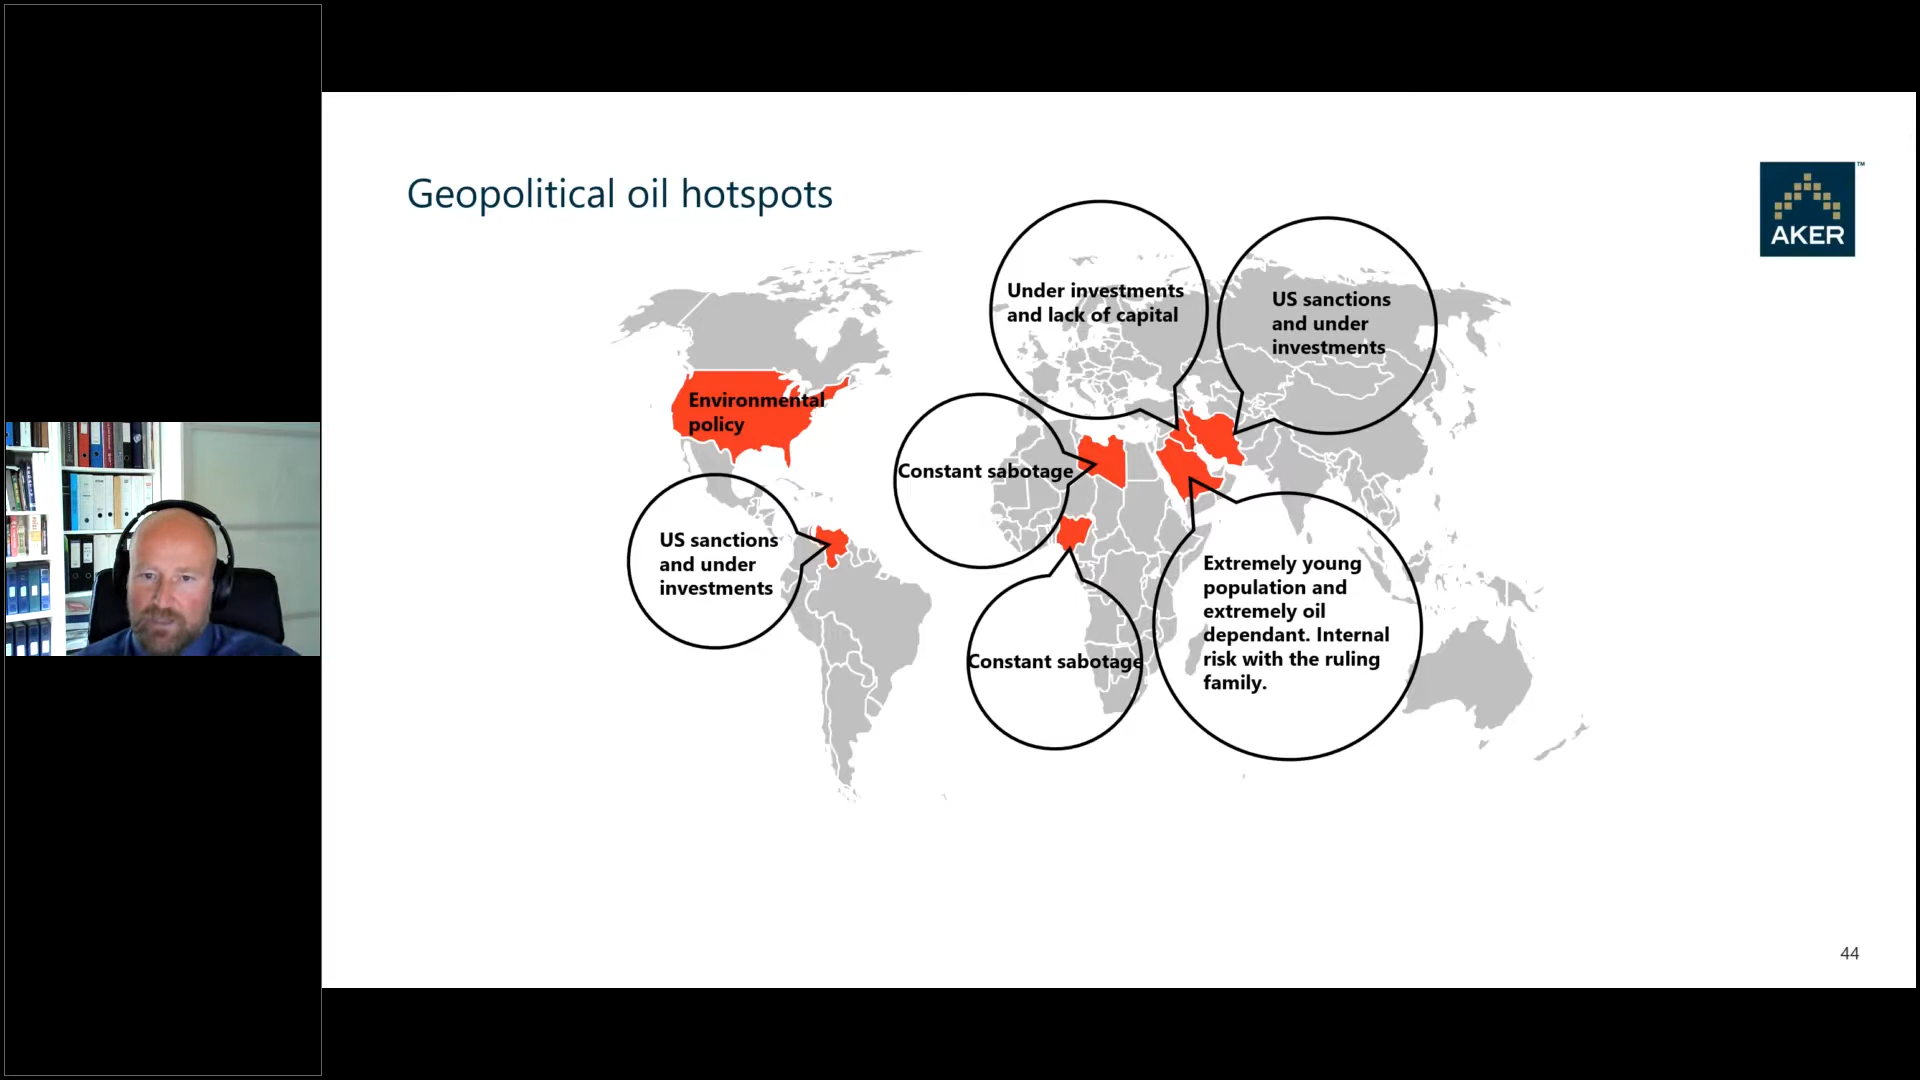 Geopolitical oil hotspots
TM
AKER
Under investments
and lack of capital
US sanctions
and under
investments
Environmental
policy
Constant sabotage
US sanctions
and under
investments
Extremely young
population and
extremely oil
dependant. Internal
risk with the ruling
family.
Constant sabotage
44